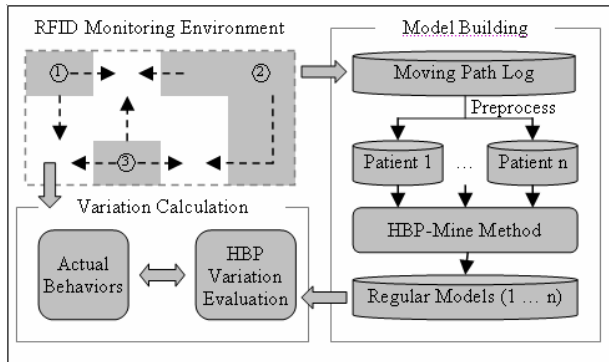 RFID Monitoring Environment
①
②
③
Model Building
Moving Path Log
Preprocess
Patient 1
...
Patient n
HBP-Mine Method
Regular Models (1 ... n)
Variation Calculation
Actual
Behaviors
HBP
Variation
Evaluation